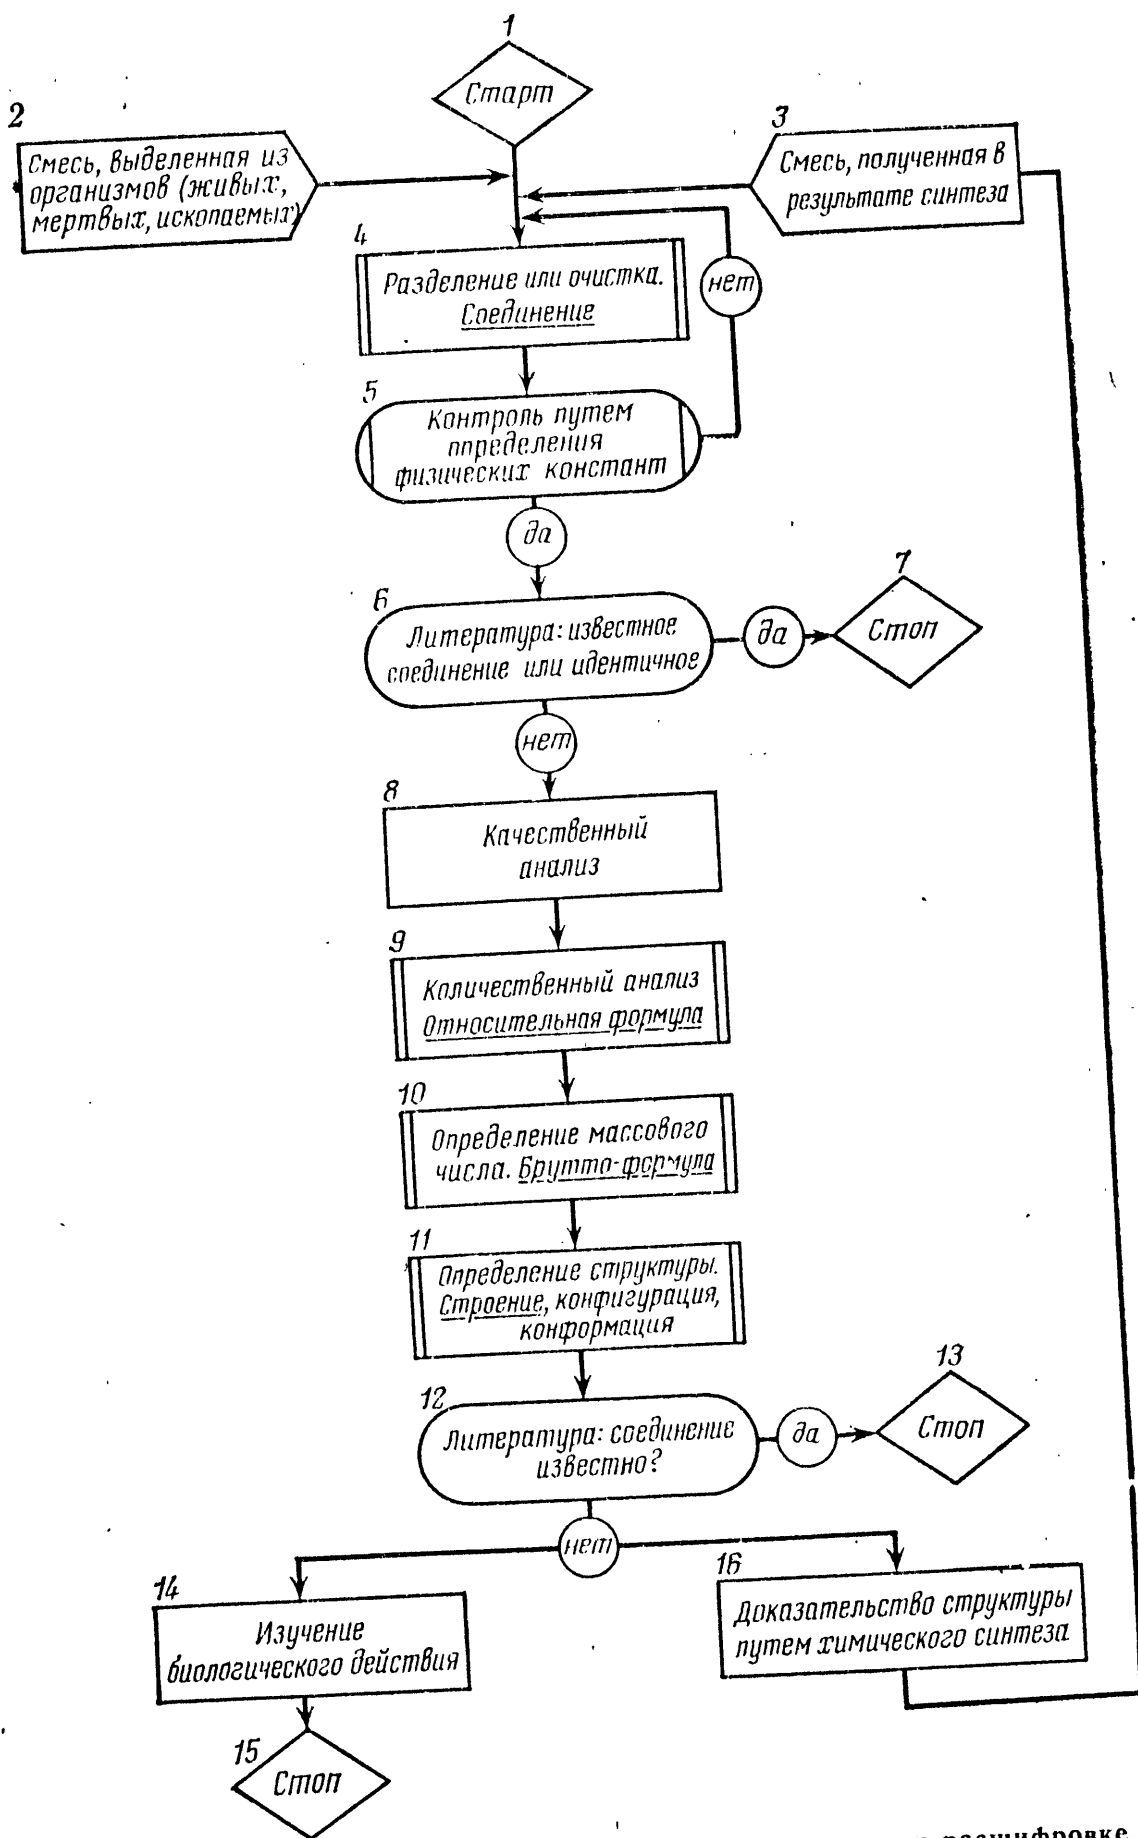 1
Старт
2
Смесь, выделенная из
организмов (живых,
мертвых, ископаемых)
3
Смесь, полученная в
результате синтеза
4
Разделение или очистка.
Соединение
нет
5
Контроль путем
определения
физических констант
да
6
Литература: известное
соединение или идентичное
да
7
Стоп
нет
8
Качественный
анализ
9
Количественный анализ
Относительная формула
10
Определение массового
числа. Брутто-формула
11
Определение структуры.
Строение, конфигурация,
конформация
12
Литература: соединение
известно?
да
13
Стоп
нет
14
Изучение
биологического действия
15
Стоп
16
Доказательство структуры
путем химического синтеза
расшифровке